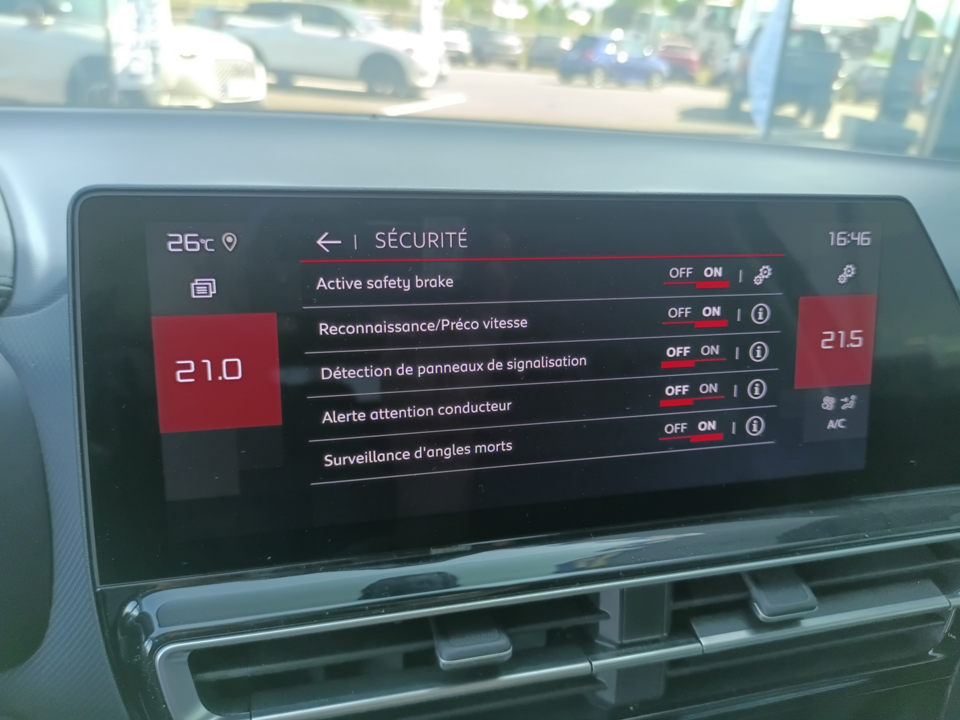 26°C
SÉCURITÉ
16:46
Active safety brake OFF ON
Reconnaissance/Préco vitesse OFF ON
21.0
21.5
Détection de panneaux de signalisation OFF ON
Alerte attention conducteur OFF ON
A/C
Surveillance d'angles morts OFF ON